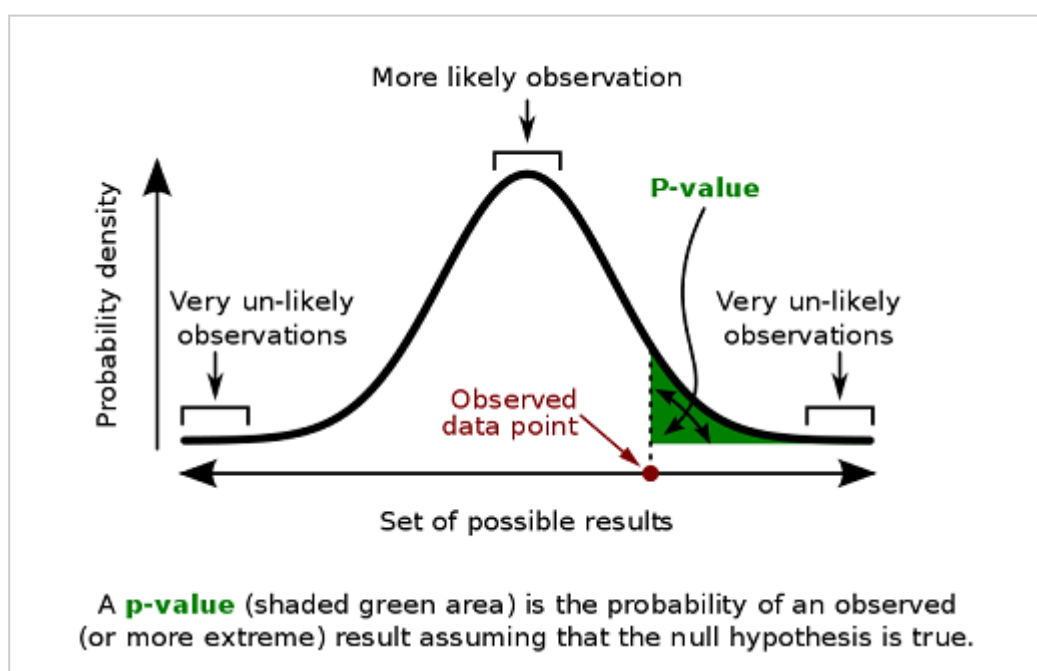 More likely observation
P-value
Probability density
Very un-likely
observations
Very un-likely
observations
Observed
data point
Set of possible results
A p-value (shaded green area) is the probability of an observed
(or more extreme) result assuming that the null hypothesis is true.